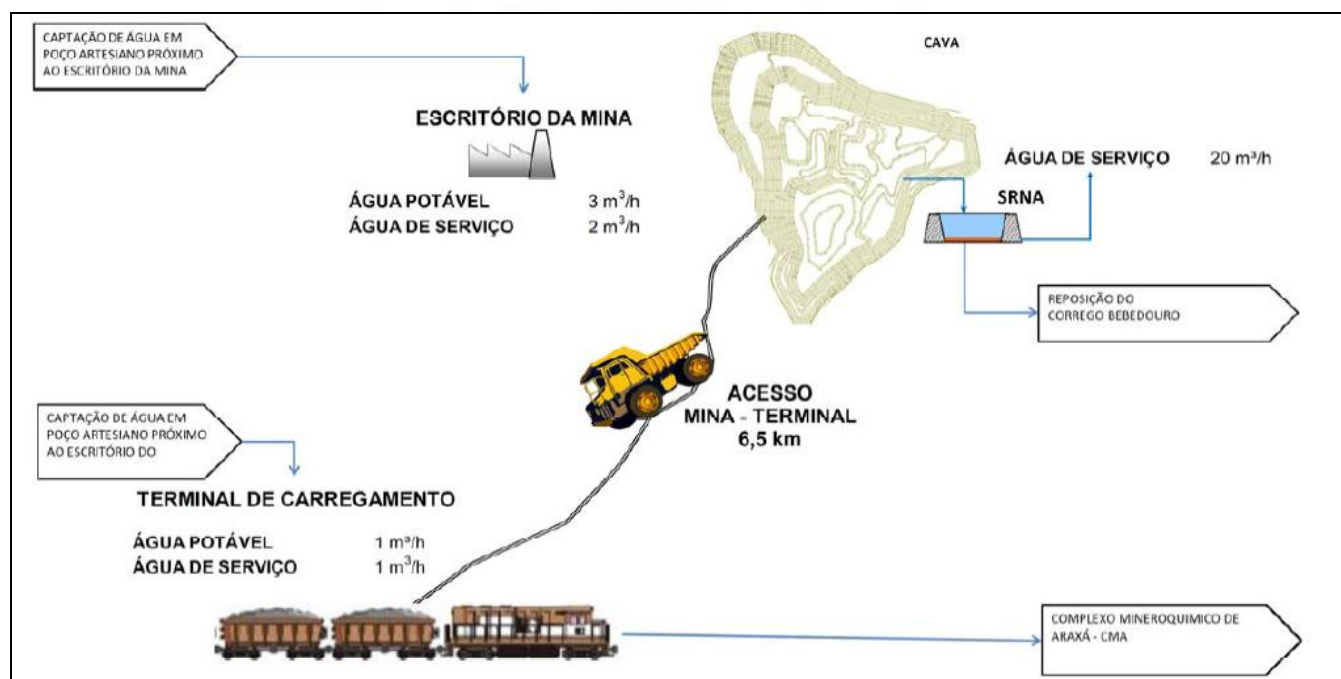 CAPTAÇÃO DE ÁGUA EM
POÇO ARTESIANO PRÓXIMO
AO ESCRITÓRIO DA MINA
ESCRITÓRIO DA MINA
ÁGUA POTÁVEL 3 m³/h
ÁGUA DE SERVIÇO 2 m³/h
CAVA
ÁGUA DE SERVIÇO 20 m³/h
SRNA
REPOSIÇÃO DO
CORREGO BEBEDOURO
ACESSO
MINA - TERMINAL
6,5 km
CAPTAÇÃO DE ÁGUA EM
POÇO ARTESIANO PRÓXIMO
AO ESCRITÓRIO DO
TERMINAL DE CARREGAMENTO
ÁGUA POTÁVEL 1 m³/h
ÁGUA DE SERVIÇO 1 m³/h
COMPLEXO MINEROQUIMICO DE
ARAXÁ - CMA